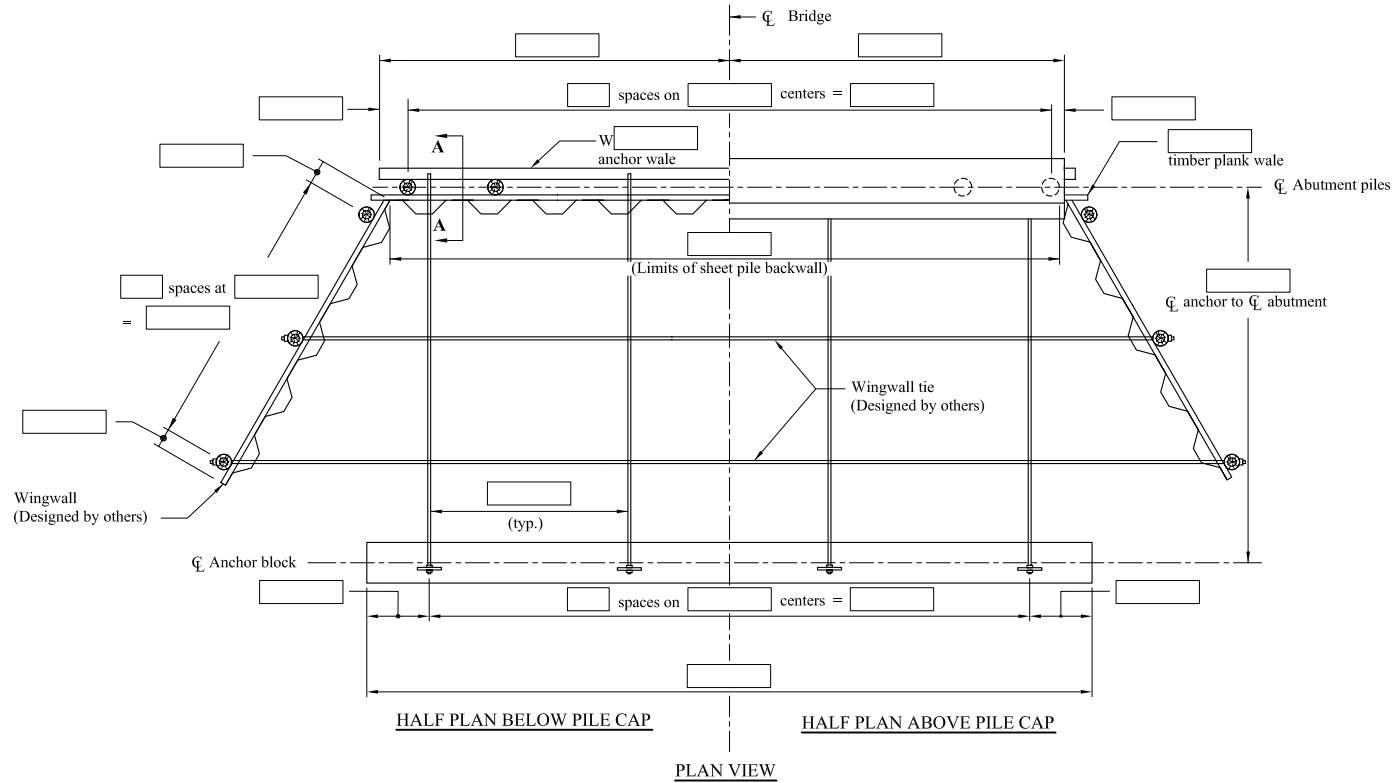 ℄ Bridge
spaces on centers =
A
W
anchor wale
timber plank wale
℄ Abutment piles
A
(Limits of sheet pile backwall)
spaces at
=
℄ anchor to ℄ abutment
Wingwall tie
(Designed by others)
Wingwall
(Designed by others)
(typ.)
℄ Anchor block
spaces on centers =
HALF PLAN BELOW PILE CAP
HALF PLAN ABOVE PILE CAP
PLAN VIEW